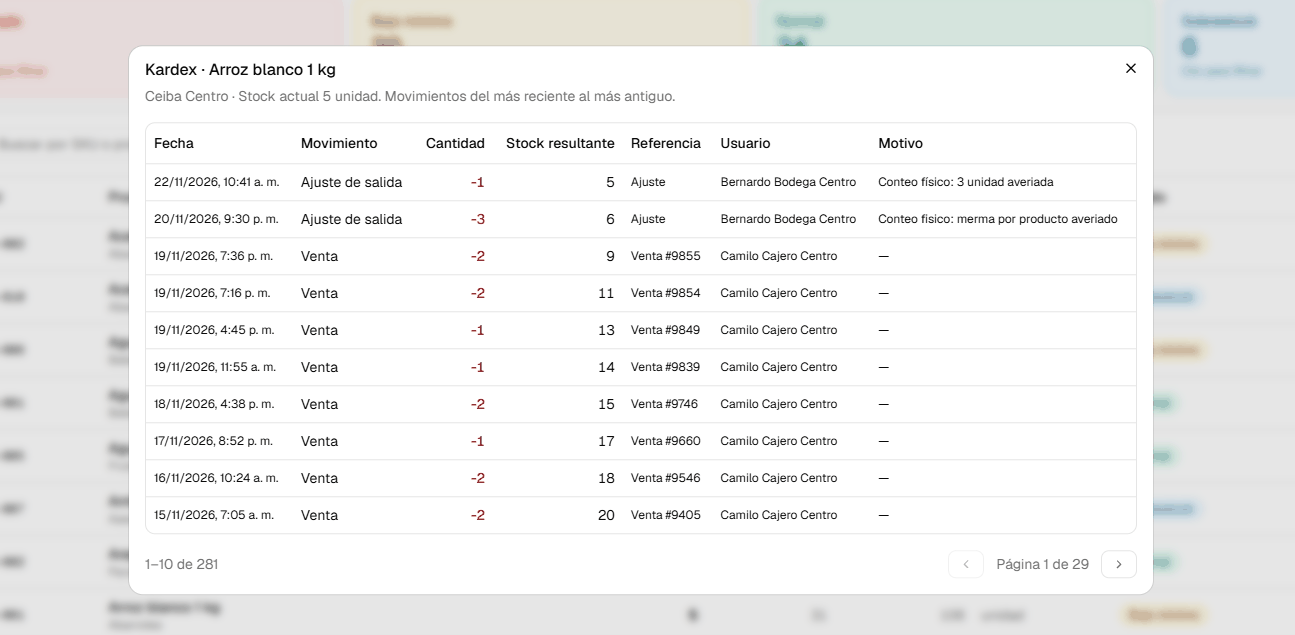 Kardex · Arroz blanco 1 kg
Ceiba Centro · Stock actual 5 unidad. Movimientos del más reciente al más antiguo.
Fecha Movimiento Cantidad Stock resultante Referencia Usuario Motivo
22/11/2026, 10:41 a. m. Ajuste de salida -1 5 Ajuste Bernardo Bodega Centro Conteo físico: 3 unidad averiada
20/11/2026, 9:30 p. m. Ajuste de salida -3 6 Ajuste Bernardo Bodega Centro Conteo fisico: merma por producto averiado
19/11/2026, 7:36 p. m. Venta -2 9 Venta #9855 Camilo Cajero Centro —
19/11/2026, 7:16 p. m. Venta -2 11 Venta #9854 Camilo Cajero Centro —
19/11/2026, 4:45 p. m. Venta -1 13 Venta #9849 Camilo Cajero Centro —
19/11/2026, 11:55 a. m. Venta -1 14 Venta #9839 Camilo Cajero Centro —
18/11/2026, 4:38 p. m. Venta -2 15 Venta #9746 Camilo Cajero Centro —
17/11/2026, 8:52 p. m. Venta -1 17 Venta #9660 Camilo Cajero Centro —
16/11/2026, 10:24 a. m. Venta -2 18 Venta #9546 Camilo Cajero Centro —
15/11/2026, 7:05 a. m. Venta -2 20 Venta #9405 Camilo Cajero Centro —
1–10 de 281 Página 1 de 29
Arroz blanco 1 kg